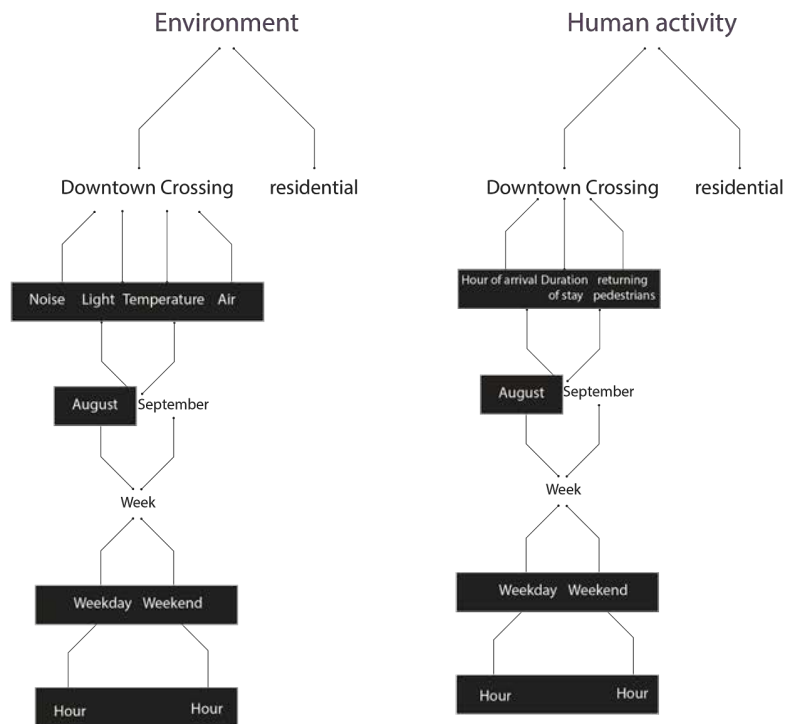 Environment
Human activity
Downtown Crossing
residential
Downtown Crossing
residential
Noise
Light
Temperature
Air
Hour of arrival
Duration
of stay
returning
pedestrians
August
September
August
September
Week
Week
Weekday
Weekend
Weekday
Weekend
Hour
Hour
Hour
Hour